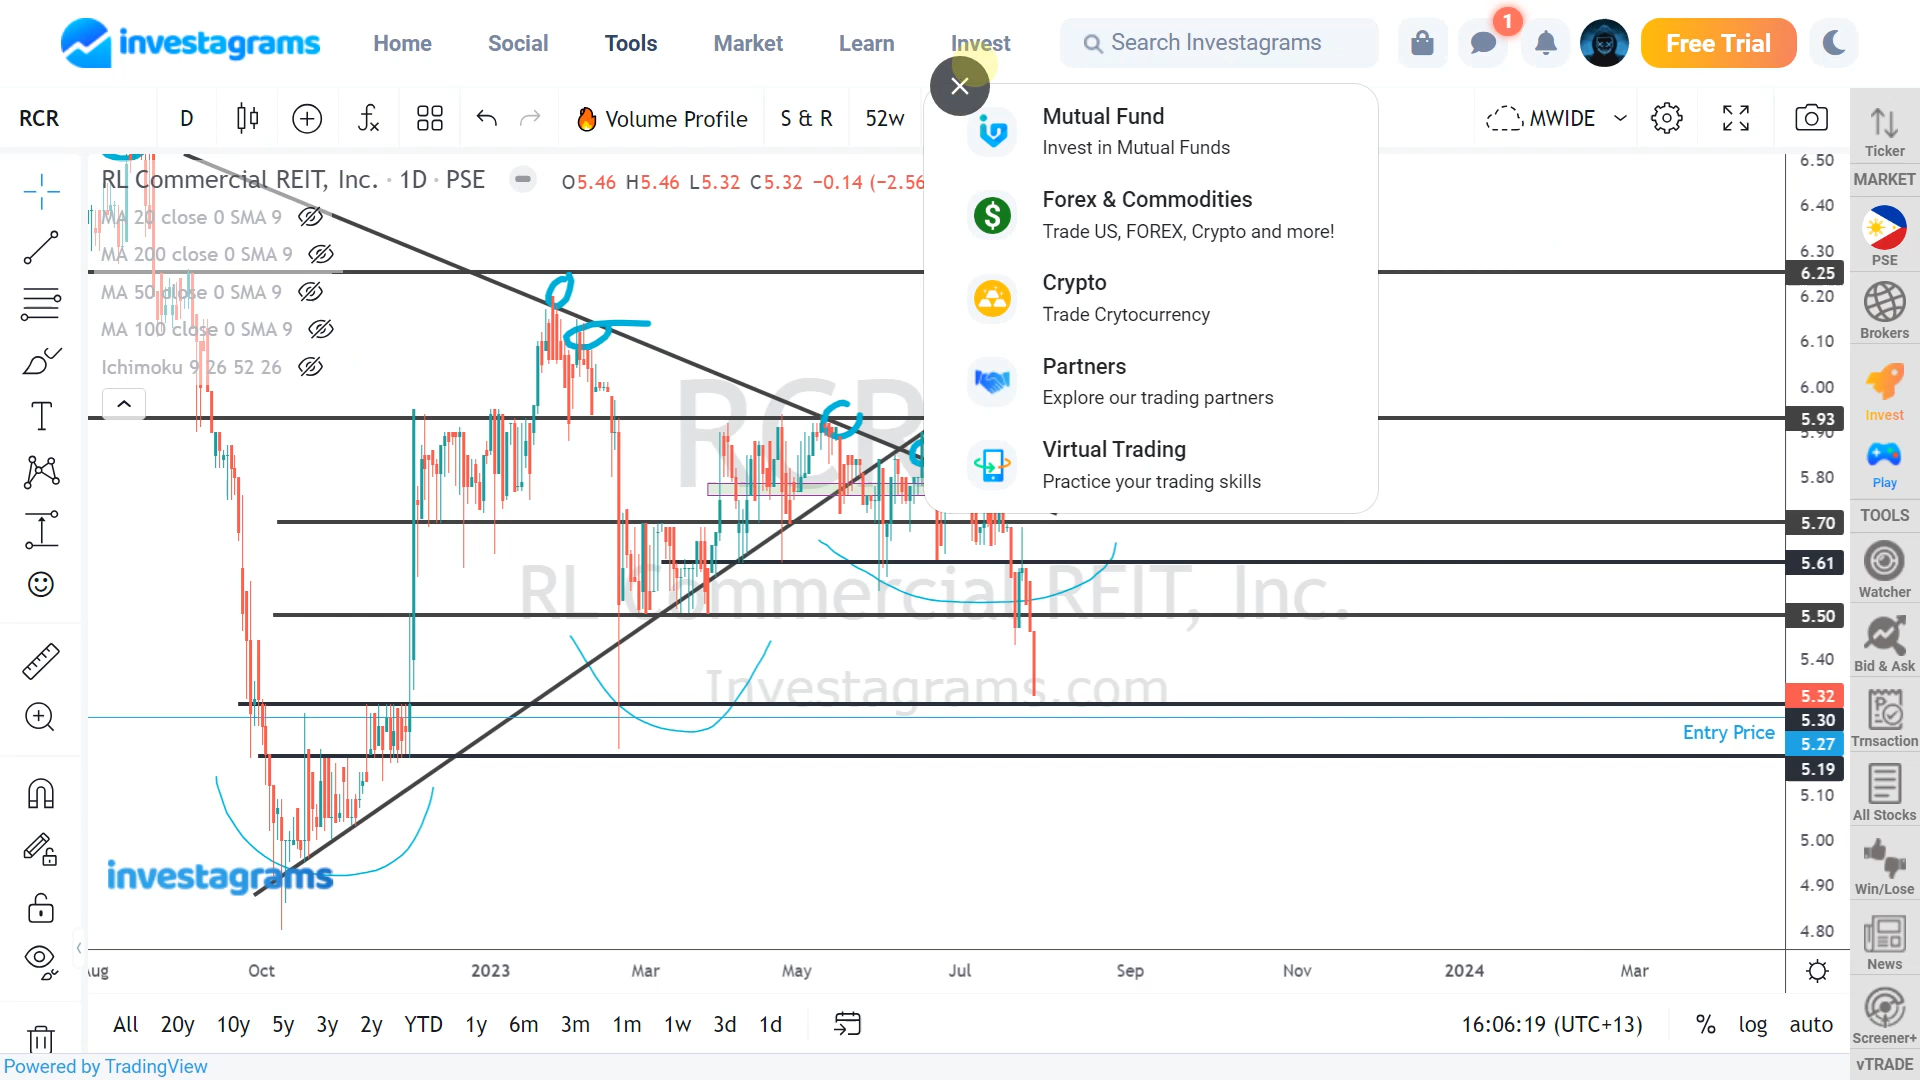 investagrams
Home
Social
Tools
Market
Learn
Invest
Search Investagrams
1
Free Trial
RCR
D
Volume Profile
S & R
52w
MWIDE
Mutual Fund
Invest in Mutual Funds
Forex & Commodities
Trade US, FOREX, Crypto and more!
Crypto
Trade Crytocurrency
Partners
Explore our trading partners
Virtual Trading
Practice your trading skills
RL Commercial REIT, Inc. · 1D · PSE
O5.46 H5.46 L5.32 C5.32 −0.14 (−2.56
MA 20 close 0 SMA 9
MA 200 close 0 SMA 9
MA 50 close 0 SMA 9
MA 100 close 0 SMA 9
Ichimoku 9 26 52 26
RCR
RL Commercial REIT, Inc.
Investagrams.com
investagrams
Entry Price
6.50
6.40
6.30
6.25
6.20
6.10
6.00
5.93
5.90
5.80
5.70
5.61
5.50
5.40
5.32
5.30
5.27
5.19
5.10
5.00
4.90
4.80
Oct
2023
Mar
May
Jul
Sep
Nov
2024
Mar
All
20y
10y
5y
3y
2y
YTD
1y
6m
3m
1m
1w
3d
1d
16:06:19 (UTC+13)
%
log
auto
Powered by TradingView
Ticker
MARKET
PSE
Brokers
Invest
Play
TOOLS
Watcher
Bid & Ask
Trnsaction
All Stocks
Win/Lose
News
Screener+
vTRADE